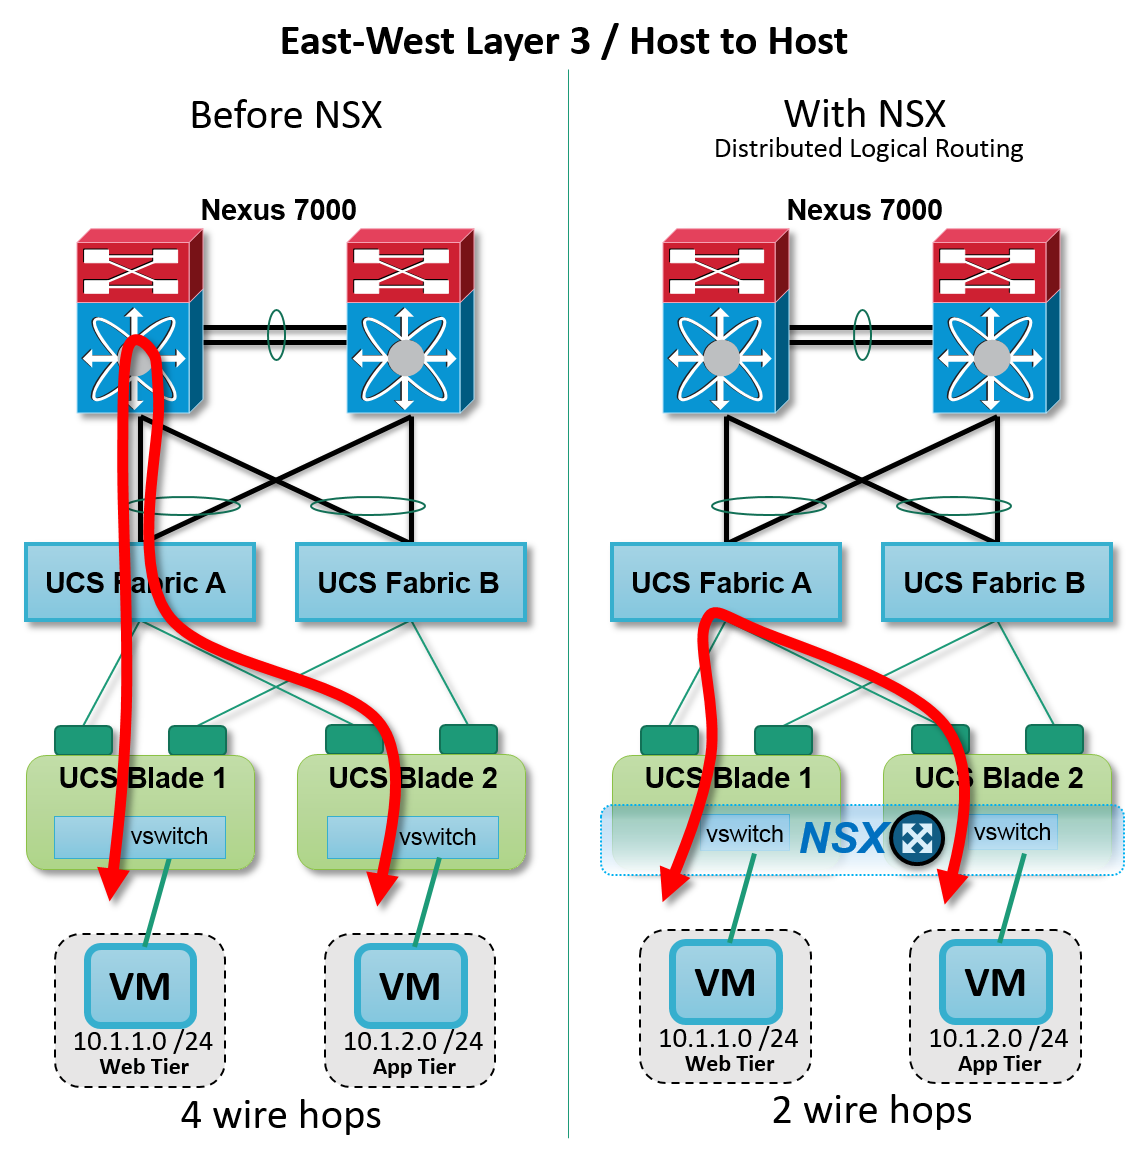 East-West Layer 3 / Host to Host
Before NSX
Nexus 7000
UCS Fabric A
UCS Fabric B
UCS Blade 1
UCS Blade 2
vswitch
vswitch
VM
10.1.1.0 /24
Web Tier
VM
10.1.2.0 /24
App Tier
4 wire hops
With NSX
Distributed Logical Routing
Nexus 7000
UCS Fabric A
UCS Fabric B
UCS Blade 1
UCS Blade 2
vswitch
NSX
vswitch
VM
10.1.1.0 /24
Web Tier
VM
10.1.2.0 /24
App Tier
2 wire hops